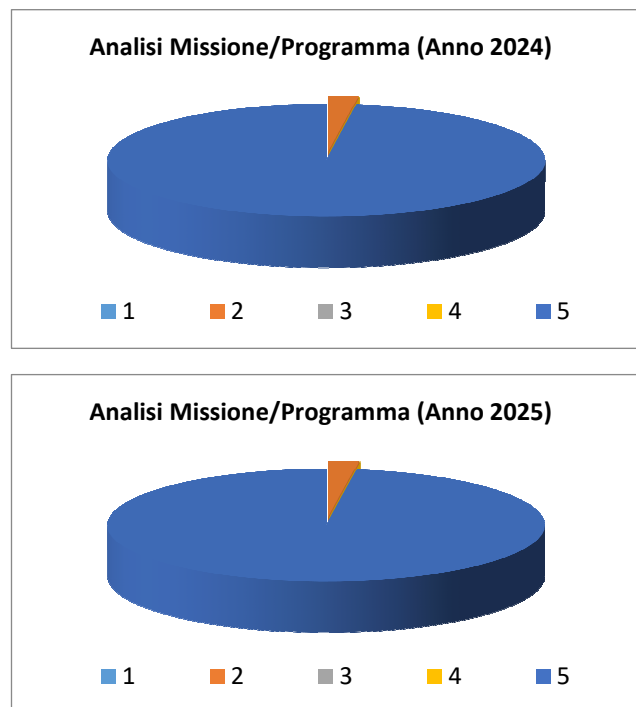 Analisi Missione/Programma (Anno 2024)
1 2 3 4 5
Analisi Missione/Programma (Anno 2025)
1 2 3 4 5